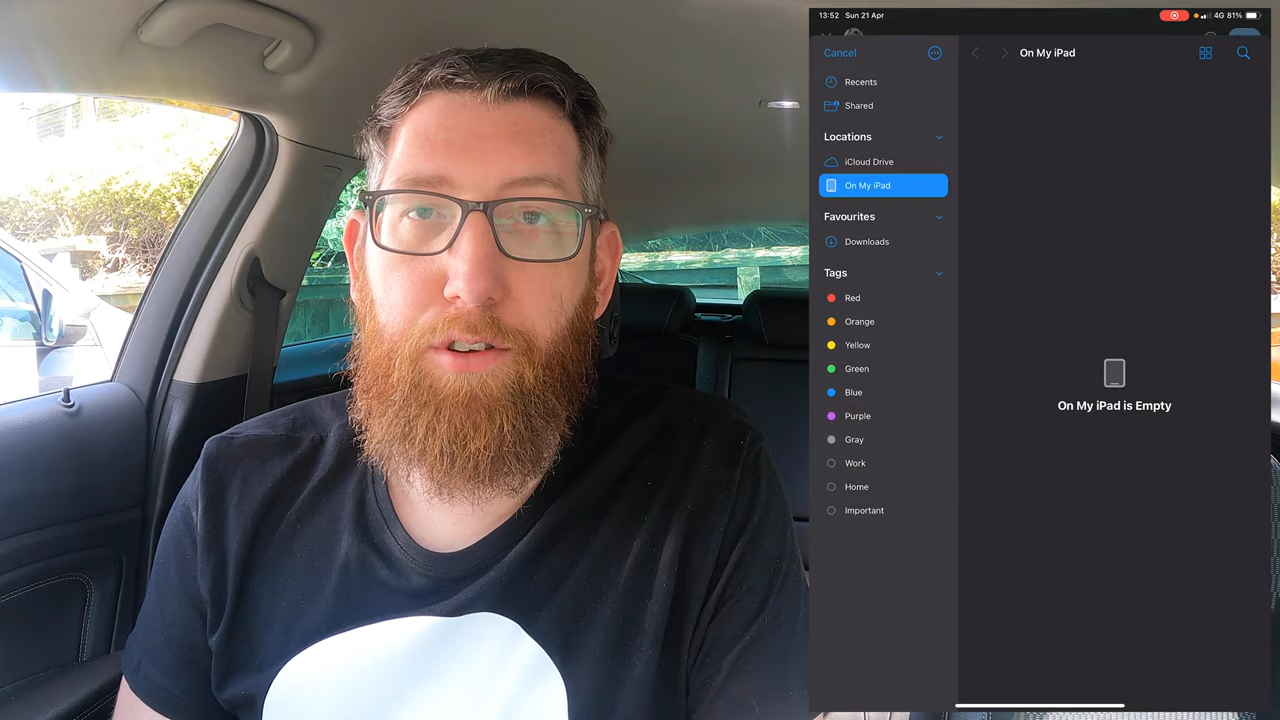 13:52 Sun 21 Apr
4G 81%
Cancel
On My iPad
Recents
Shared
Locations
iCloud Drive
On My iPad
Favourites
Downloads
Tags
Red
Orange
Yellow
Green
Blue
Purple
Gray
Work
Home
Important
On My iPad is Empty